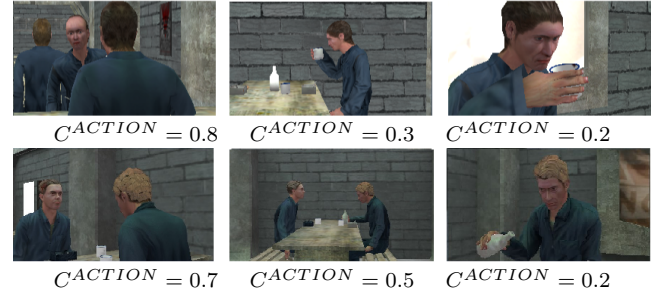 C^{ACTION} = 0.8 C^{ACTION} = 0.3 C^{ACTION} = 0.2
C^{ACTION} = 0.7 C^{ACTION} = 0.5 C^{ACTION} = 0.2